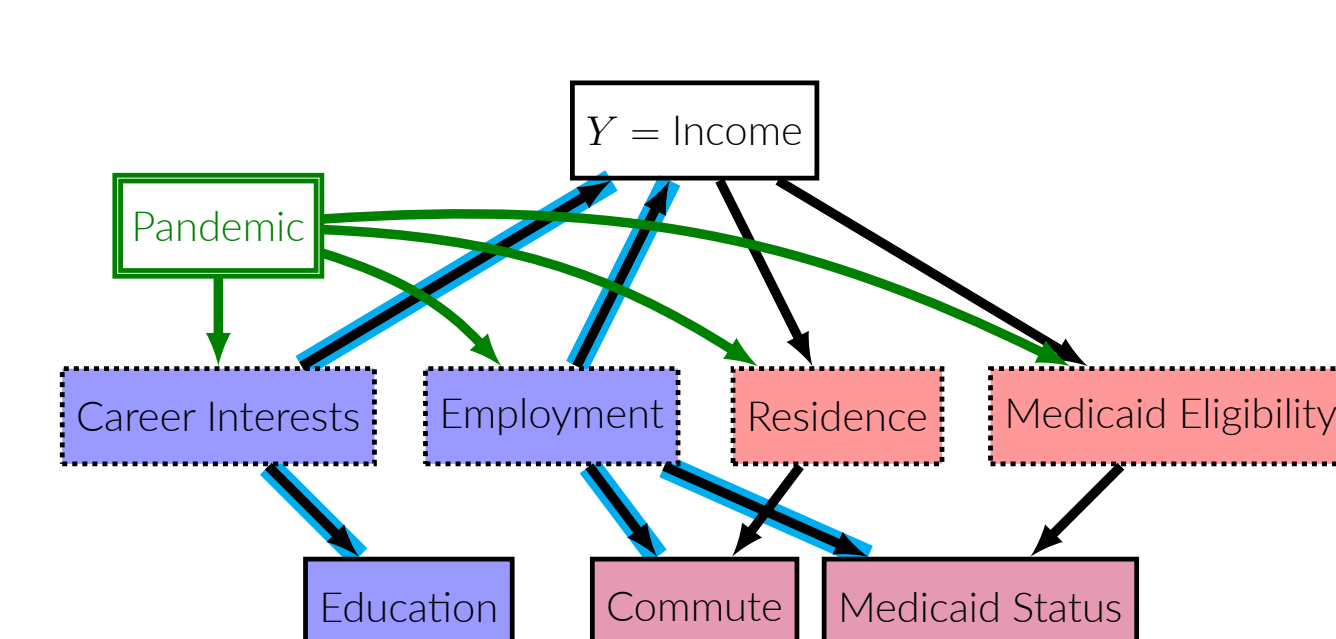 Y = Income
Pandemic
Career Interests
Employment
Residence
Medicaid Eligibility
Education
Commute
Medicaid Status